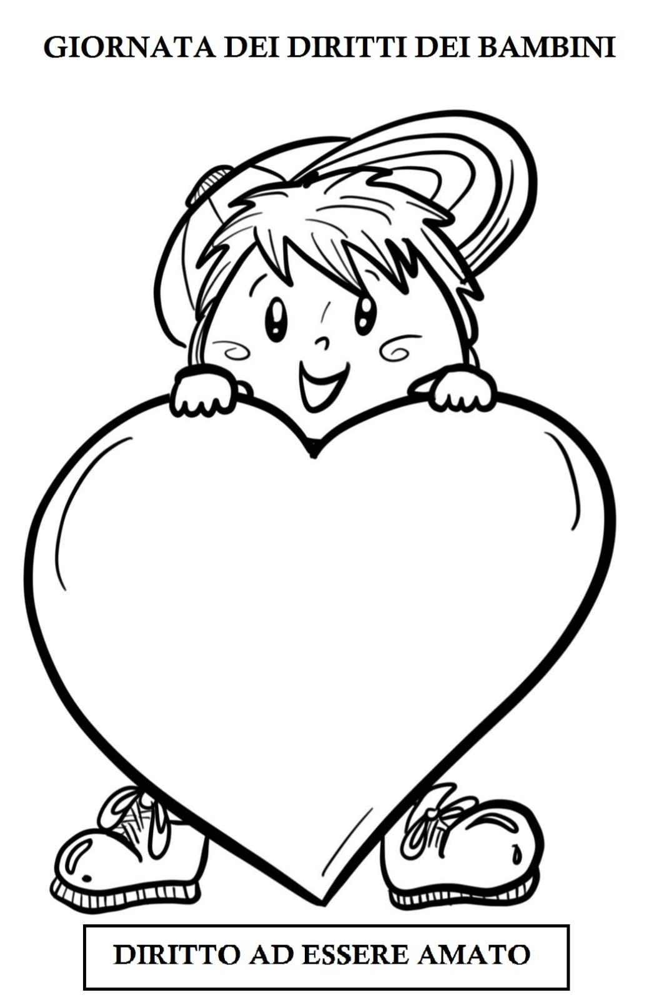 GIORNATA DEI DIRITTI DEI BAMBINI
DIRITTO AD ESSERE AMATO